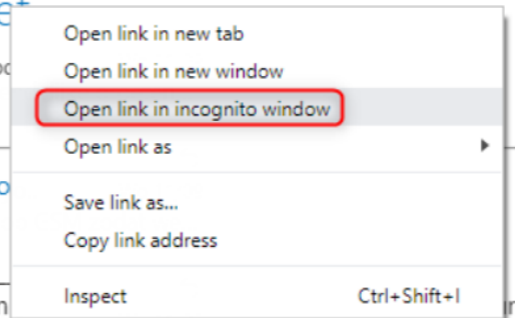 Open link in new tab
Open link in new window
Open link in incognito window
Open link as
Save link as...
Copy link address
Inspect Ctrl+Shift+I